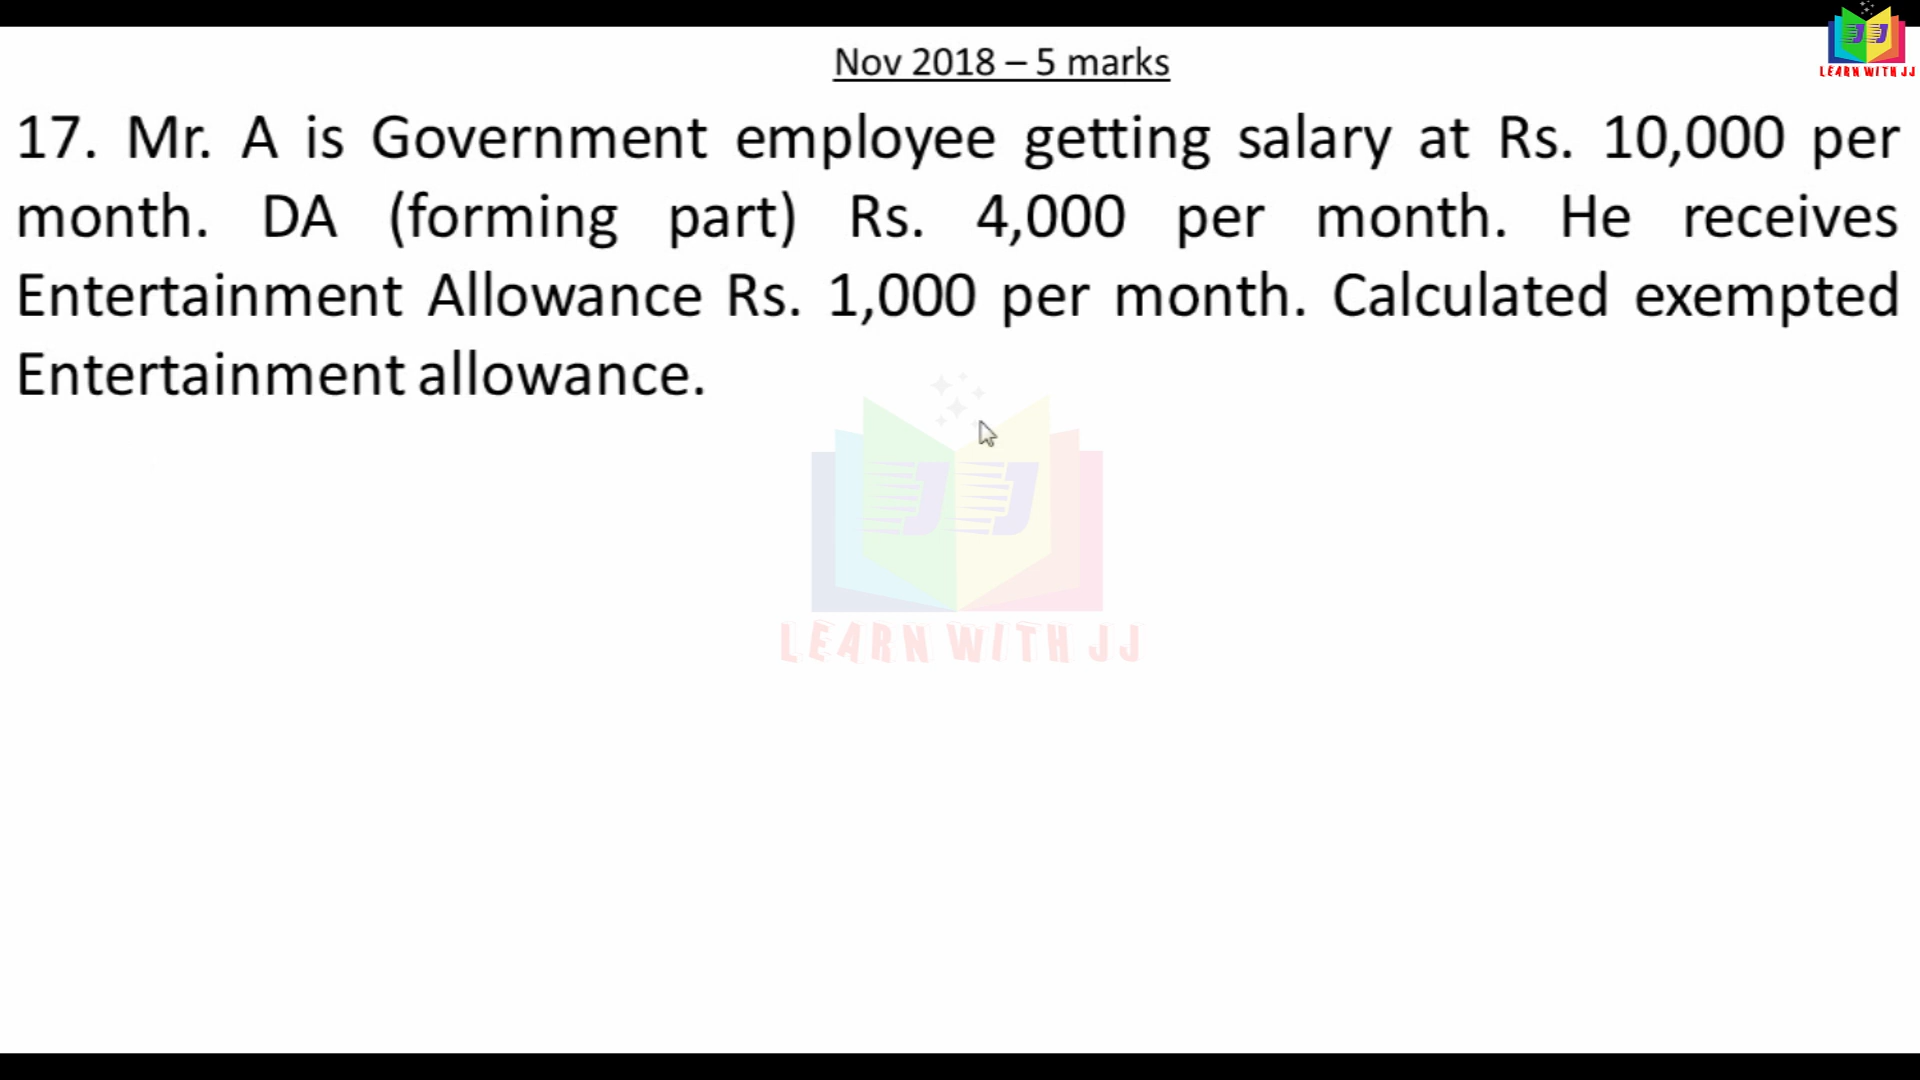 Nov 2018 – 5 marks
17. Mr. A is Government employee getting salary at Rs. 10,000 per
month. DA (forming part) Rs. 4,000 per month. He receives
Entertainment Allowance Rs. 1,000 per month. Calculated exempted
Entertainment allowance.
JJ
LEARN WITH JJ
JJ
LEARN WITH JJ